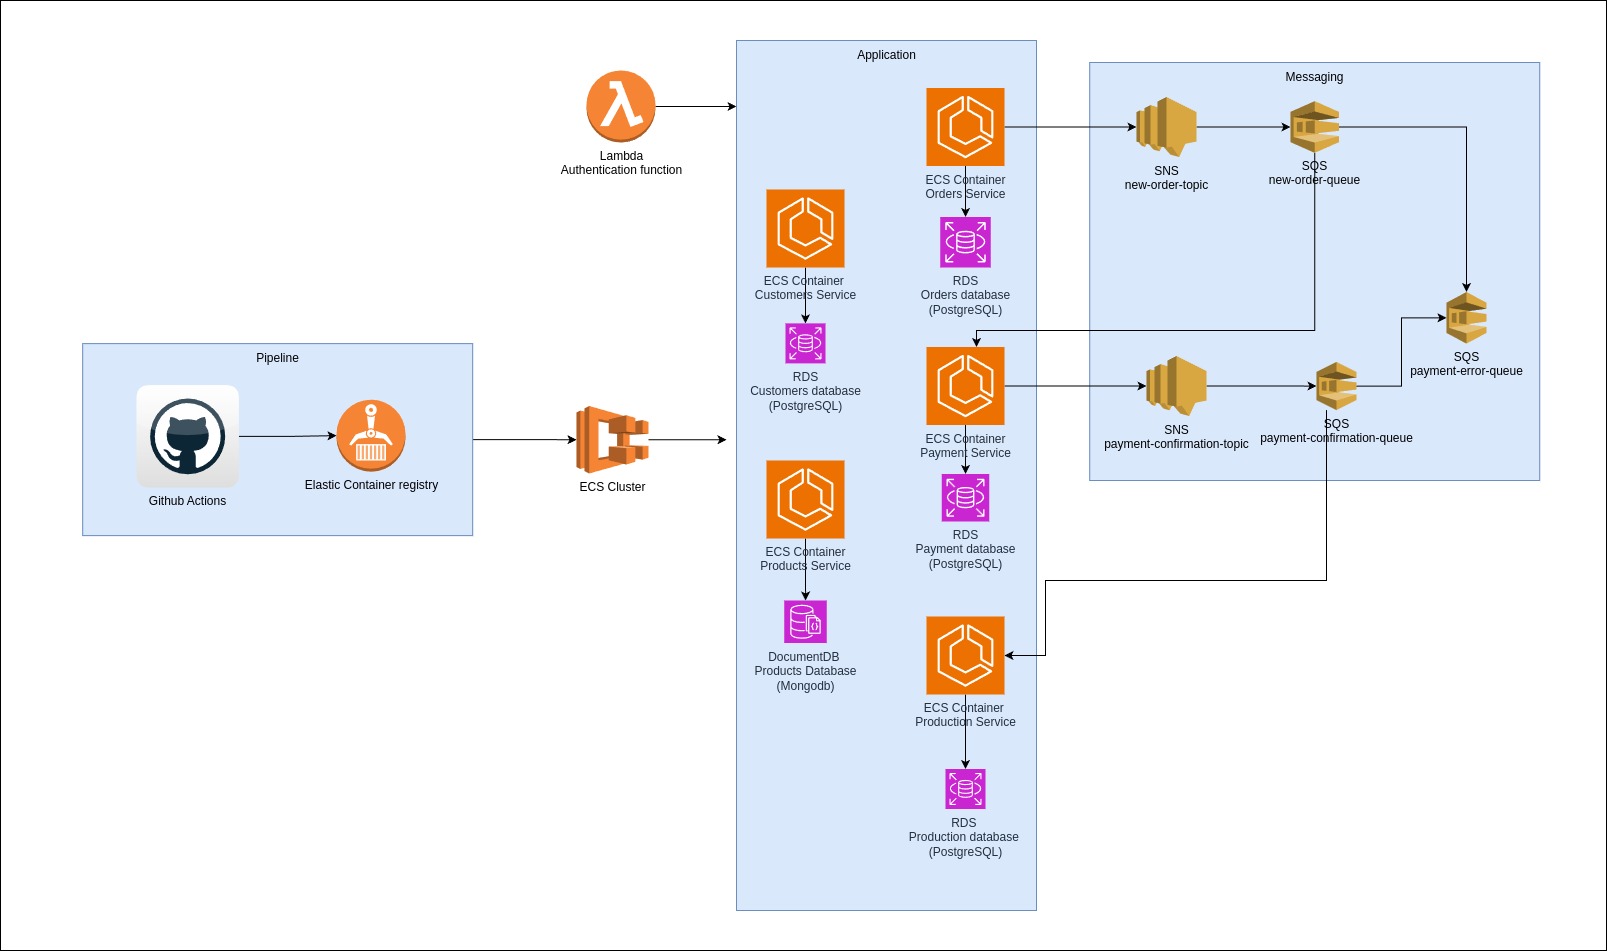 Application
Messaging
Lambda
Authentication function
SNS
new-order-topic
SQS
new-order-queue
ECS Container
Orders Service
ECS Container
Customers Service
RDS
Orders database
(PostgreSQL)
Pipeline
Github Actions
Elastic Container registry
ECS Cluster
RDS
Customers database
(PostgreSQL)
SQS
payment-error-queue
ECS Container
Payment Service
SNS
payment-confirmation-topic
SQS
payment-confirmation-queue
RDS
Payment database
(PostgreSQL)
ECS Container
Products Service
DocumentDB
Products Database
(Mongodb)
ECS Container
Production Service
RDS
Production database
(PostgreSQL)